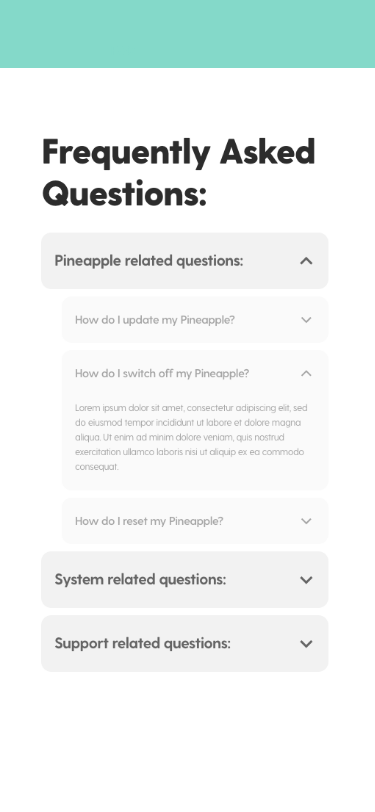 Frequently Asked
Questions:
Pineapple related questions:
How do I update my Pineapple?
How do I switch off my Pineapple?
Lorem ipsum dolor sit amet, consectetur adipiscing elit, sed
do eiusmod tempor incididunt ut labore et dolore magna
aliqua. Ut enim ad minim dolore veniam, quis nostrud
exercitation ullamco laboris nisi ut aliquip ex ea commodo
consequat.
How do I reset my Pineapple?
System related questions:
Support related questions: